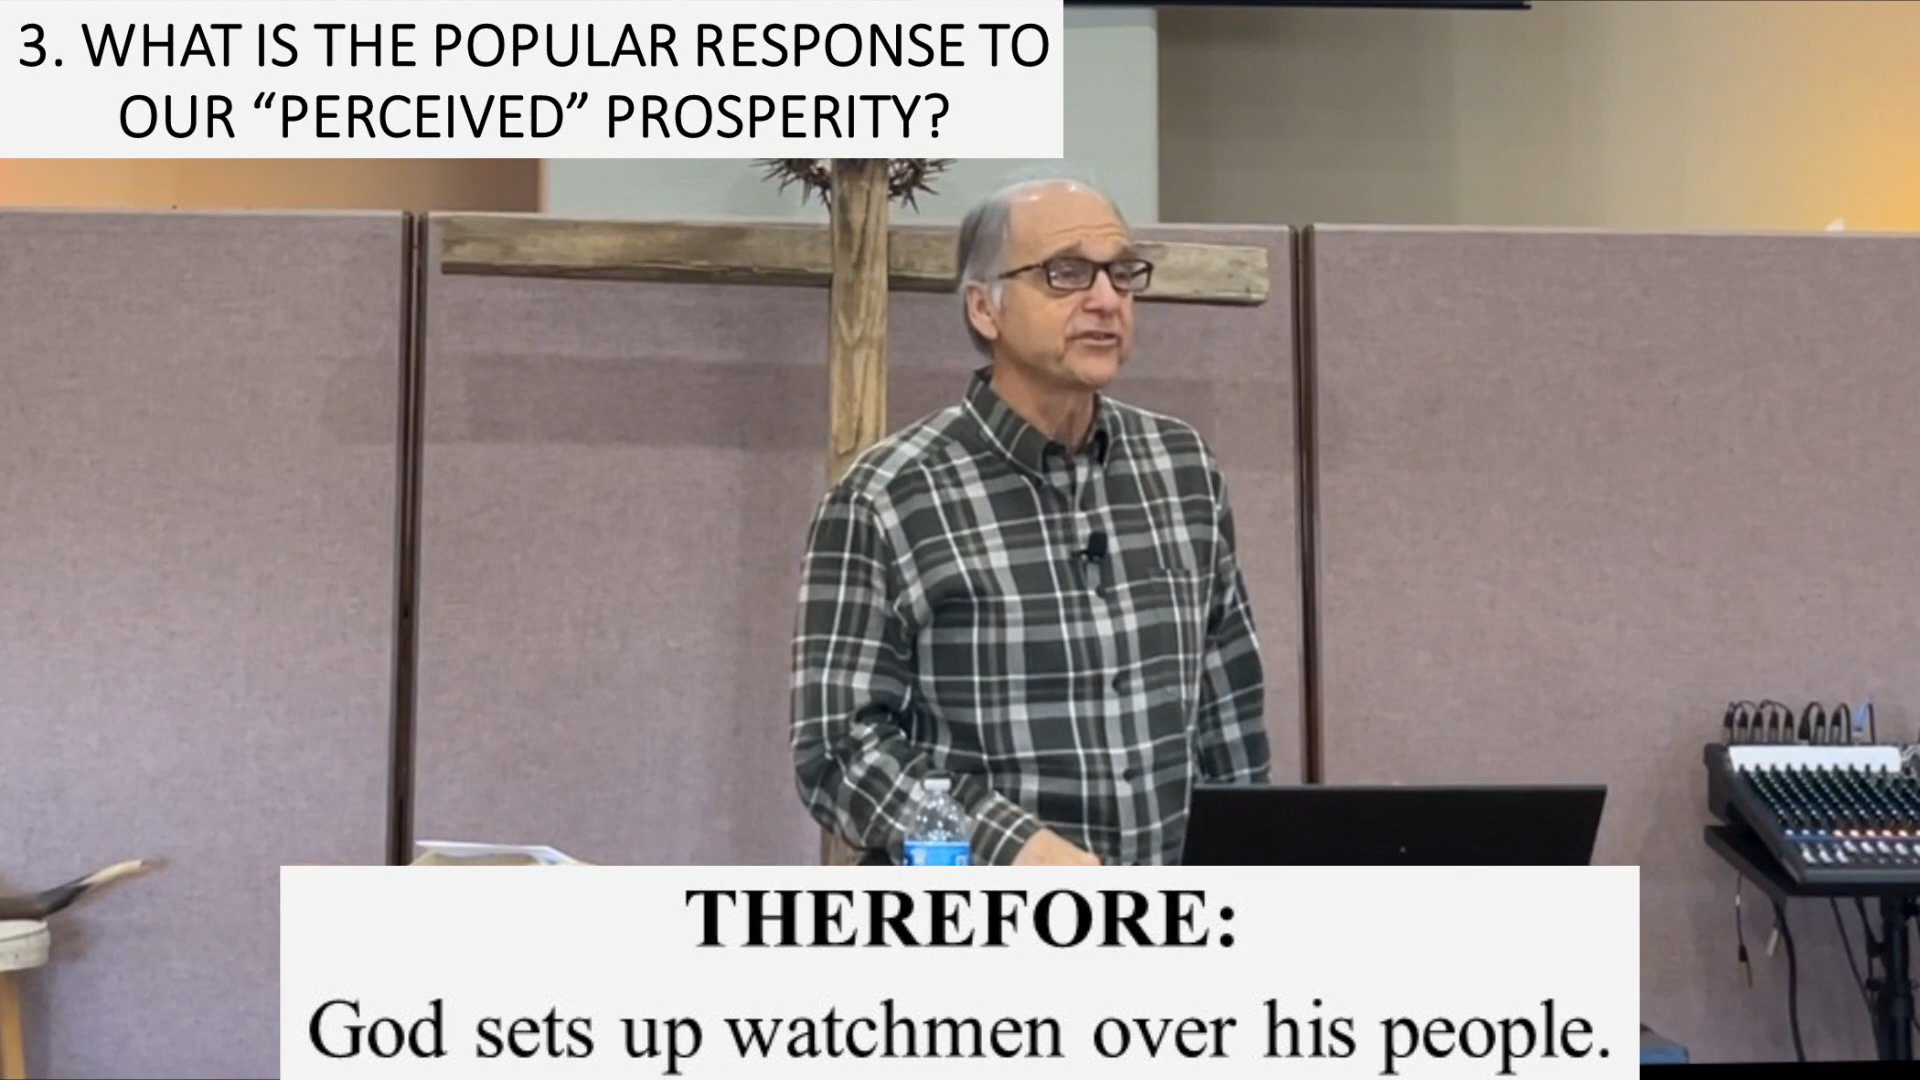 3. WHAT IS THE POPULAR RESPONSE TO
OUR “PERCEIVED” PROSPERITY?
THEREFORE:
God sets up watchmen over his people.